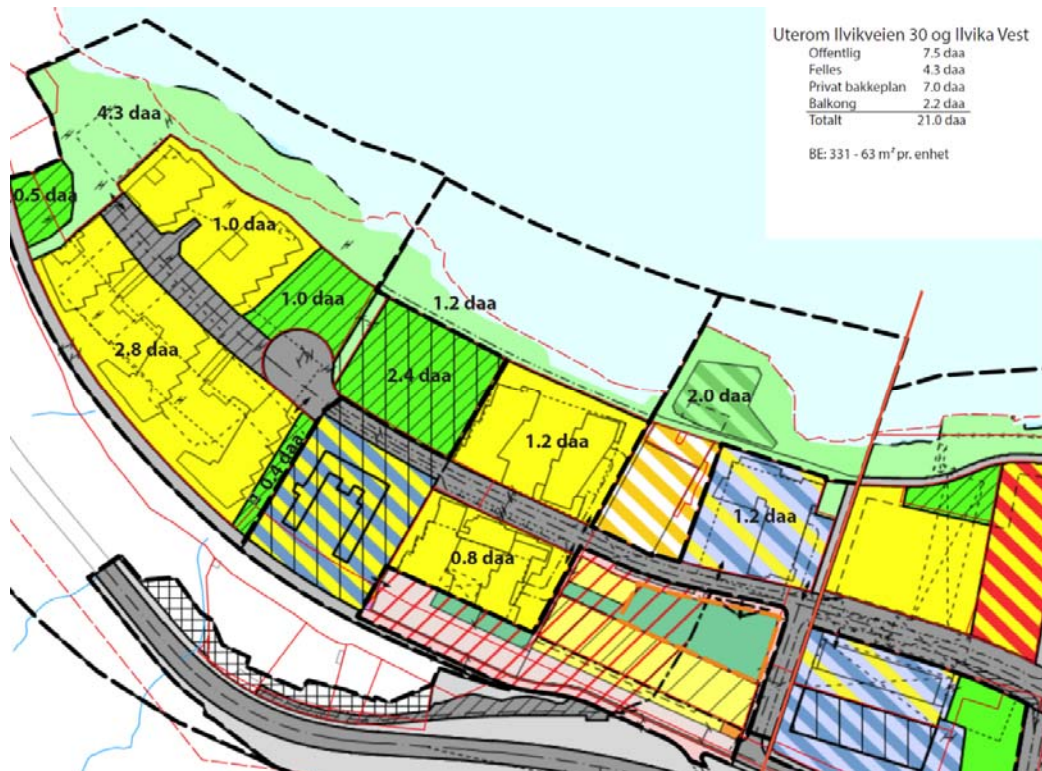 Uterom Ilvikveien 30 og Ilvika Vest
Offentlig 7.5 daa
Felles 4.3 daa
Privat bakkeplan 7.0 daa
Balkong 2.2 daa
Totalt 21.0 daa
BE: 331 - 63 m² pr. enhet
4.3 daa
0.5 daa
1.0 daa
1.0 daa
1.2 daa
2.8 daa
2.4 daa
2.0 daa
1.2 daa
0.4 daa
1.2 daa
0.8 daa